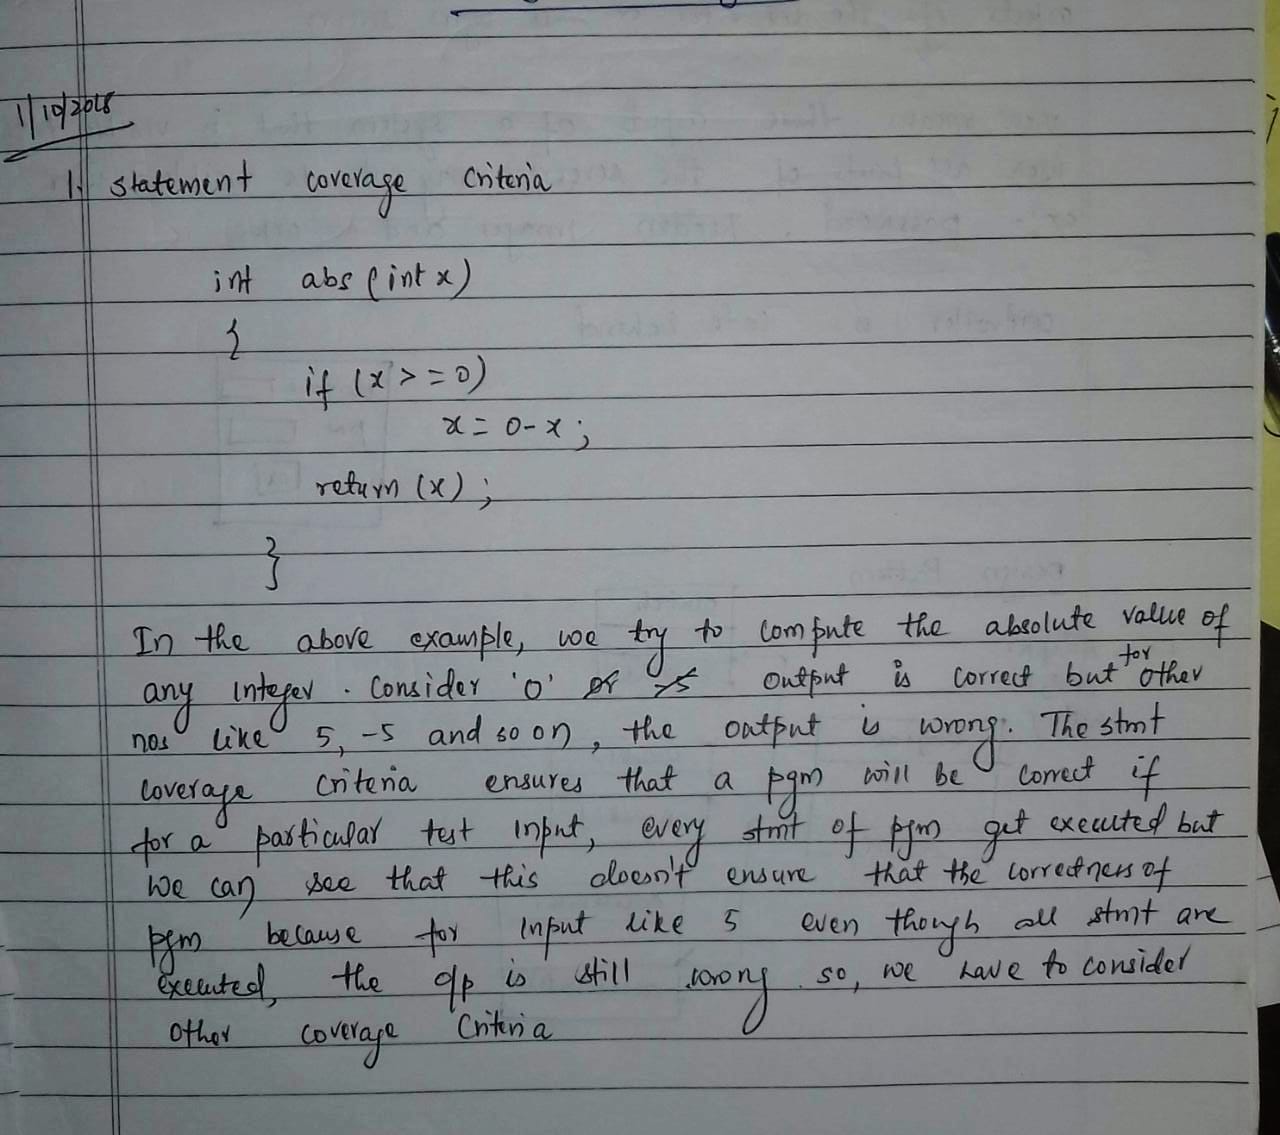 1/10/2018
1. statement coverage criteria
int abs (int x)
{
if (x >= 0)
x = 0 - x ;
return (x) ;
}
In the above example, we try to compute the absolute value of
any integer. Consider '0' output is correct but for other
nos like 5, -5 and so on, the output is wrong. The stmt
coverage criteria ensures that a pgm will be correct if
for a particular test input, every stmt of pgm get executed but
we can see that this doesn't ensure that the correctness of
pgm because for input like 5 even though all stmt are
executed, the o/p is still wrong so, we have to consider
other coverage criteria